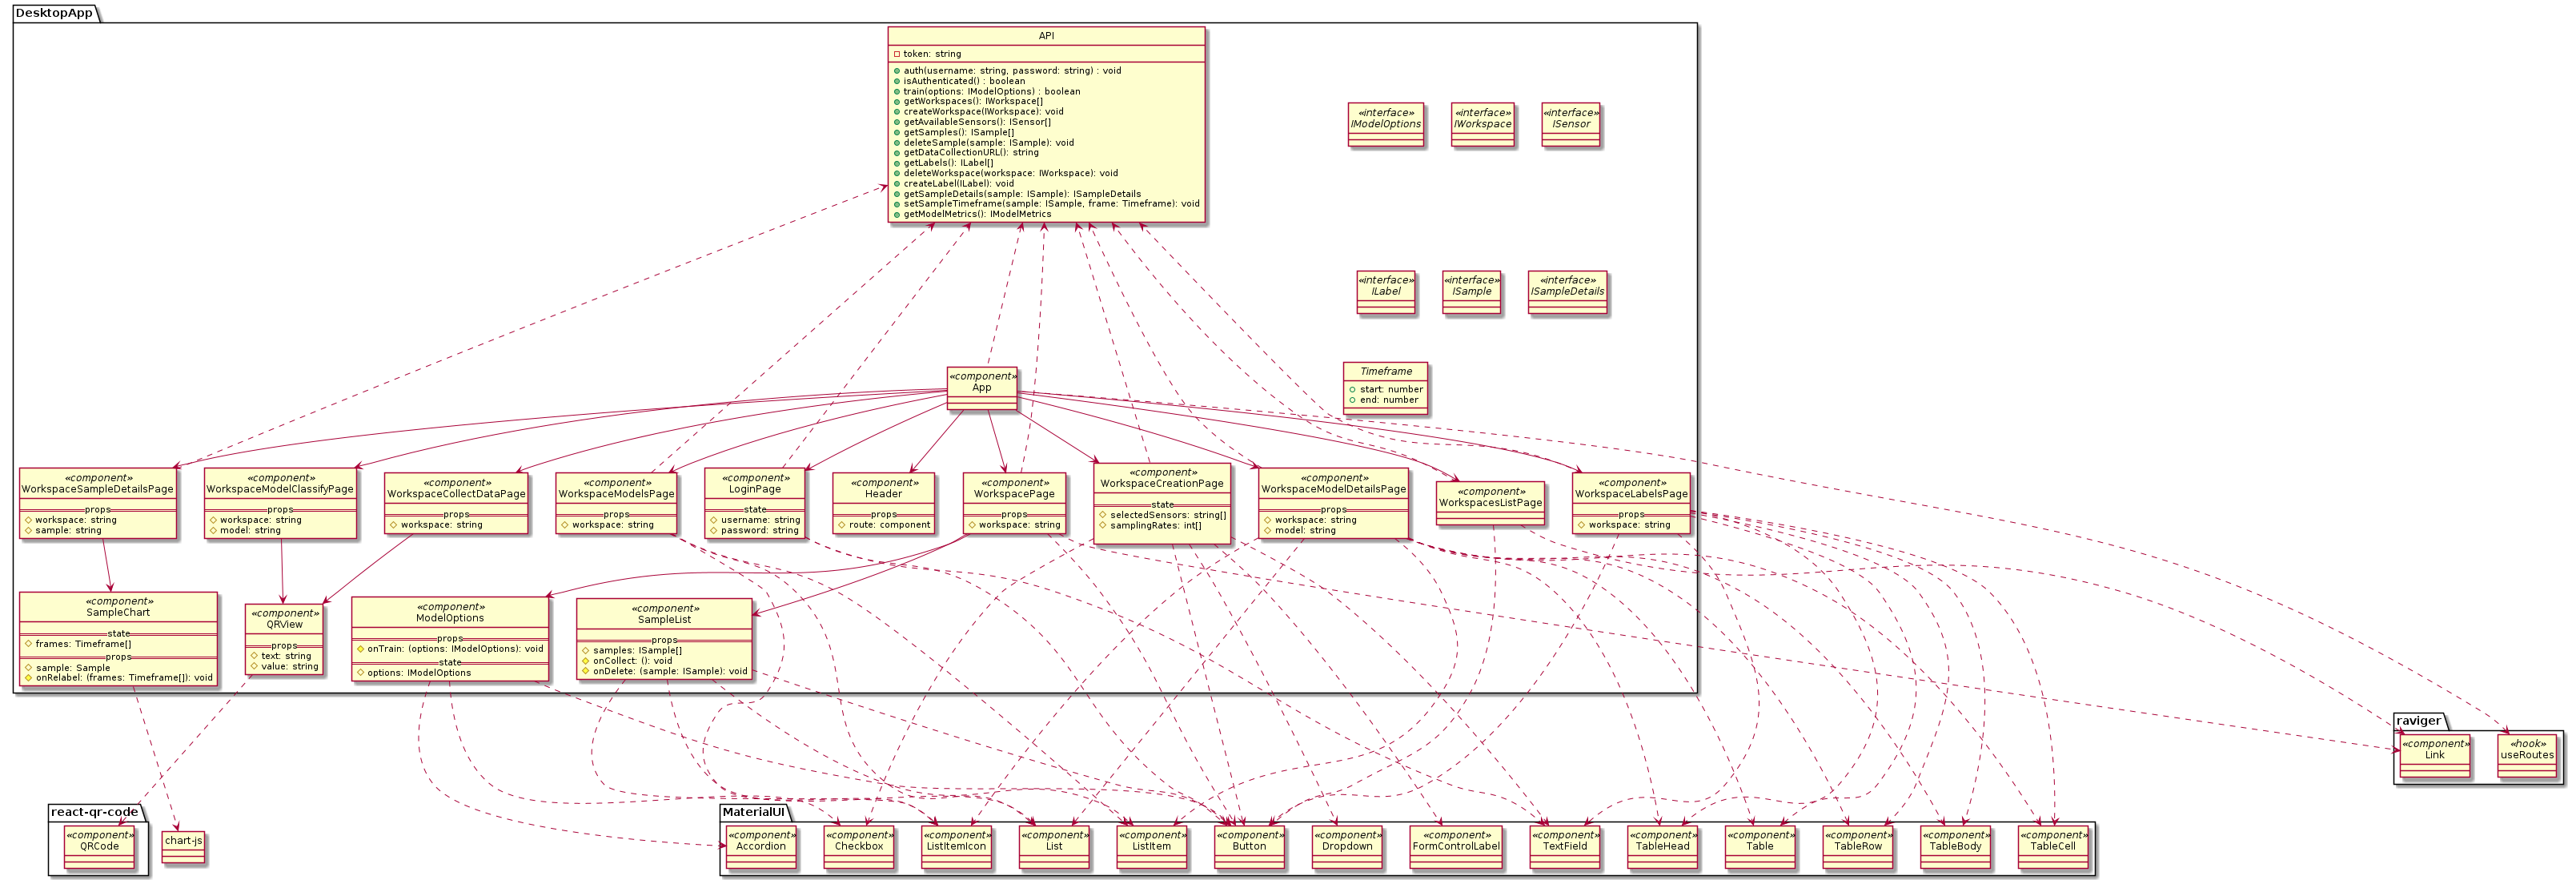 DesktopApp
API
token: string
auth(username: string, password: string) : void
isAuthenticated() : boolean
train(options: IModelOptions) : boolean
getWorkspaces(): IWorkspace[]
createWorkspace(IWorkspace): void
getAvailableSensors(): ISensor[]
getSamples(): ISample[]
deleteSample(sample: ISample): void
getDataCollectionURL(): string
getLabels(): ILabel[]
deleteWorkspace(workspace: IWorkspace): void
createLabel(ILabel): void
getSampleDetails(sample: ISample): ISampleDetails
setSampleTimeframe(sample: ISample, frame: Timeframe): void
getModelMetrics(): IModelMetrics
«interface»
IModelOptions
«interface»
IWorkspace
«interface»
ISensor
«interface»
ILabel
«interface»
ISample
«interface»
ISampleDetails
Timeframe
start: number
end: number
«component»
App
«component»
WorkspaceSampleDetailsPage
props
workspace: string
sample: string
«component»
WorkspaceModelClassifyPage
props
workspace: string
model: string
«component»
WorkspaceCollectDataPage
props
workspace: string
«component»
WorkspaceModelsPage
props
workspace: string
«component»
LoginPage
state
username: string
password: string
«component»
Header
props
route: component
«component»
WorkspacePage
props
workspace: string
«component»
WorkspaceCreationPage
state
selectedSensors: string[]
samplingRates: int[]
«component»
WorkspaceModelDetailsPage
props
workspace: string
model: string
«component»
WorkspacesListPage
«component»
WorkspaceLabelsPage
props
workspace: string
«component»
SampleChart
state
frames: Timeframe[]
props
sample: Sample
onRelabel: (frames: Timeframe[]): void
«component»
QRView
props
text: string
value: string
«component»
ModelOptions
props
onTrain: (options: IModelOptions): void
state
options: IModelOptions
«component»
SampleList
props
samples: ISample[]
onCollect: (): void
onDelete: (sample: ISample): void
raviger
«component»
Link
«hook»
useRoutes
react-qr-code
«component»
QRCode
chart-js
MaterialUI
«component»
Accordion
«component»
Checkbox
«component»
ListItemIcon
«component»
List
«component»
ListItem
«component»
Button
«component»
Dropdown
«component»
FormControlLabel
«component»
TextField
«component»
TableHead
«component»
Table
«component»
TableRow
«component»
TableBody
«component»
TableCell